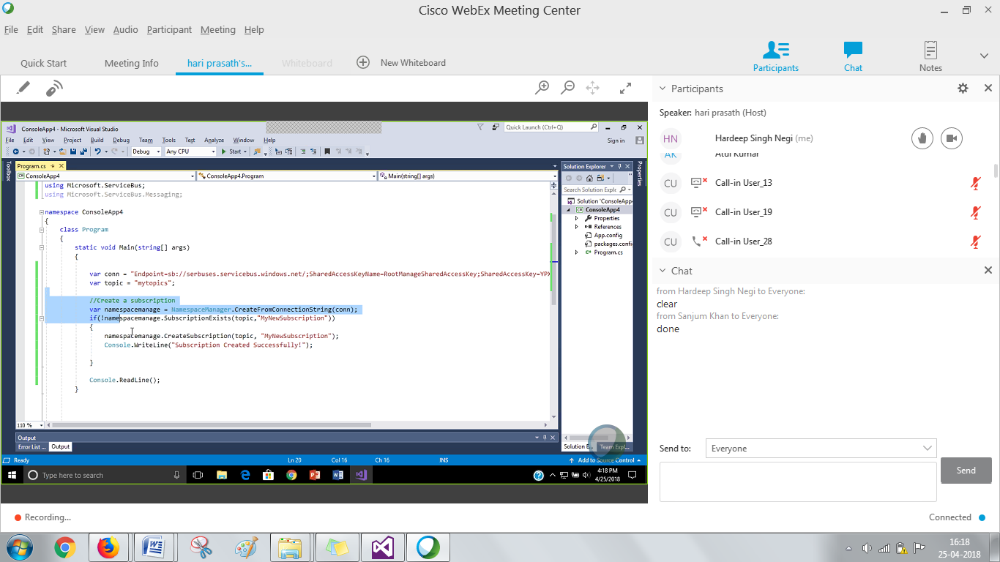 Cisco WebEx Meeting Center
File Edit Share View Audio Participant Meeting Help
Quick Start Meeting Info hari prasath's... Whiteboard New Whiteboard
Participants Chat Notes
ConsoleApp4 - Microsoft Visual Studio
Quick Launch (Ctrl+Q)
File Edit View Project Build Debug Team Tools Test Analyze Window Help
Sign in
Debug Any CPU Start
Toolbox
Program.cs
ConsoleApp4 ConsoleApp4.Program Main(string[] args)
using Microsoft.ServiceBus;
using Microsoft.ServiceBus.Messaging;
namespace ConsoleApp4
{
class Program
{
static void Main(string[] args)
{
var conn = "Endpoint=sb://serbuses.servicebus.windows.net/;SharedAccessKeyName=RootManageSharedAccessKey;SharedAccessKey=YPX
var topic = "mytopics";
//Create a subscription
var namespacemanage = NamespaceManager.CreateFromConnectionString(conn);
if(!namespacemanage.SubscriptionExists(topic,"MyNewSubscription"))
{
namespacemanage.CreateSubscription(topic, "MyNewSubscription");
Console.WriteLine("Subscription Created Successfully!");
}
Console.ReadLine();
}
110 %
Solution Explorer
Search Solution Explo
Solution 'ConsoleApp
ConsoleApp4
Properties
References
App.config
packages.config
Program.cs
Solution E... Team Expl...
Properties
Output
Error List ... Output
Ready Ln 20 Col 16 Ch 16 INS Add to Source Control
Type here to search
4:18 PM
4/25/2018
Participants
Speaker: hari prasath (Host)
HN Hardeep Singh Negi (me)
AK Atul Kumar
CU Call-in User_13
CU Call-in User_19
CU Call-in User_28
Chat
from Hardeep Singh Negi to Everyone:
clear
from Sanjum Khan to Everyone:
done
Send to: Everyone
Send
Recording...
Connected
16:18
25-04-2018